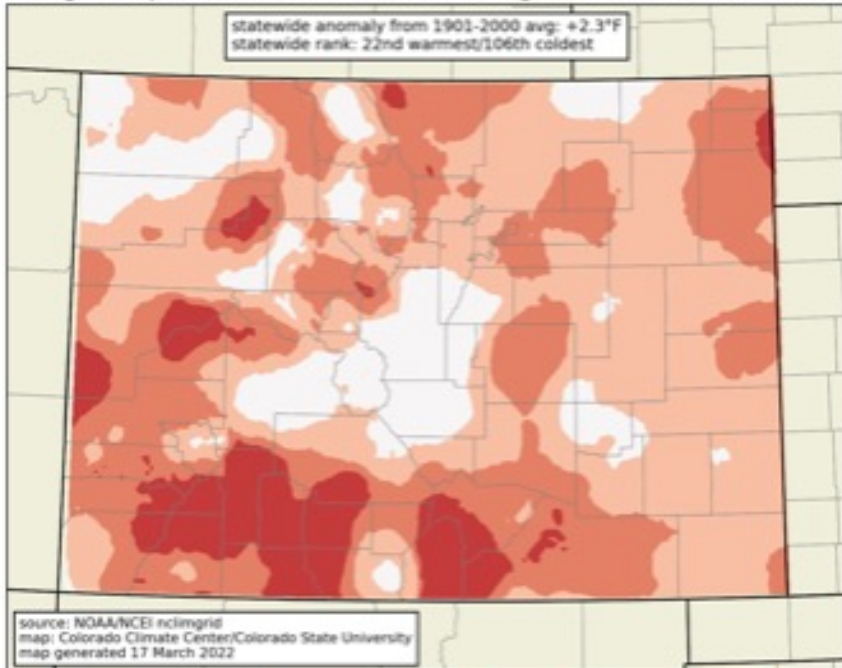 statewide anomaly from 1901-2000 avg: +2.3°F
statewide rank: 22nd warmest/106th coldest
source: NOAA/NCEI nclimgrid
map: Colorado Climate Center/Colorado State University
map generated 17 March 2022